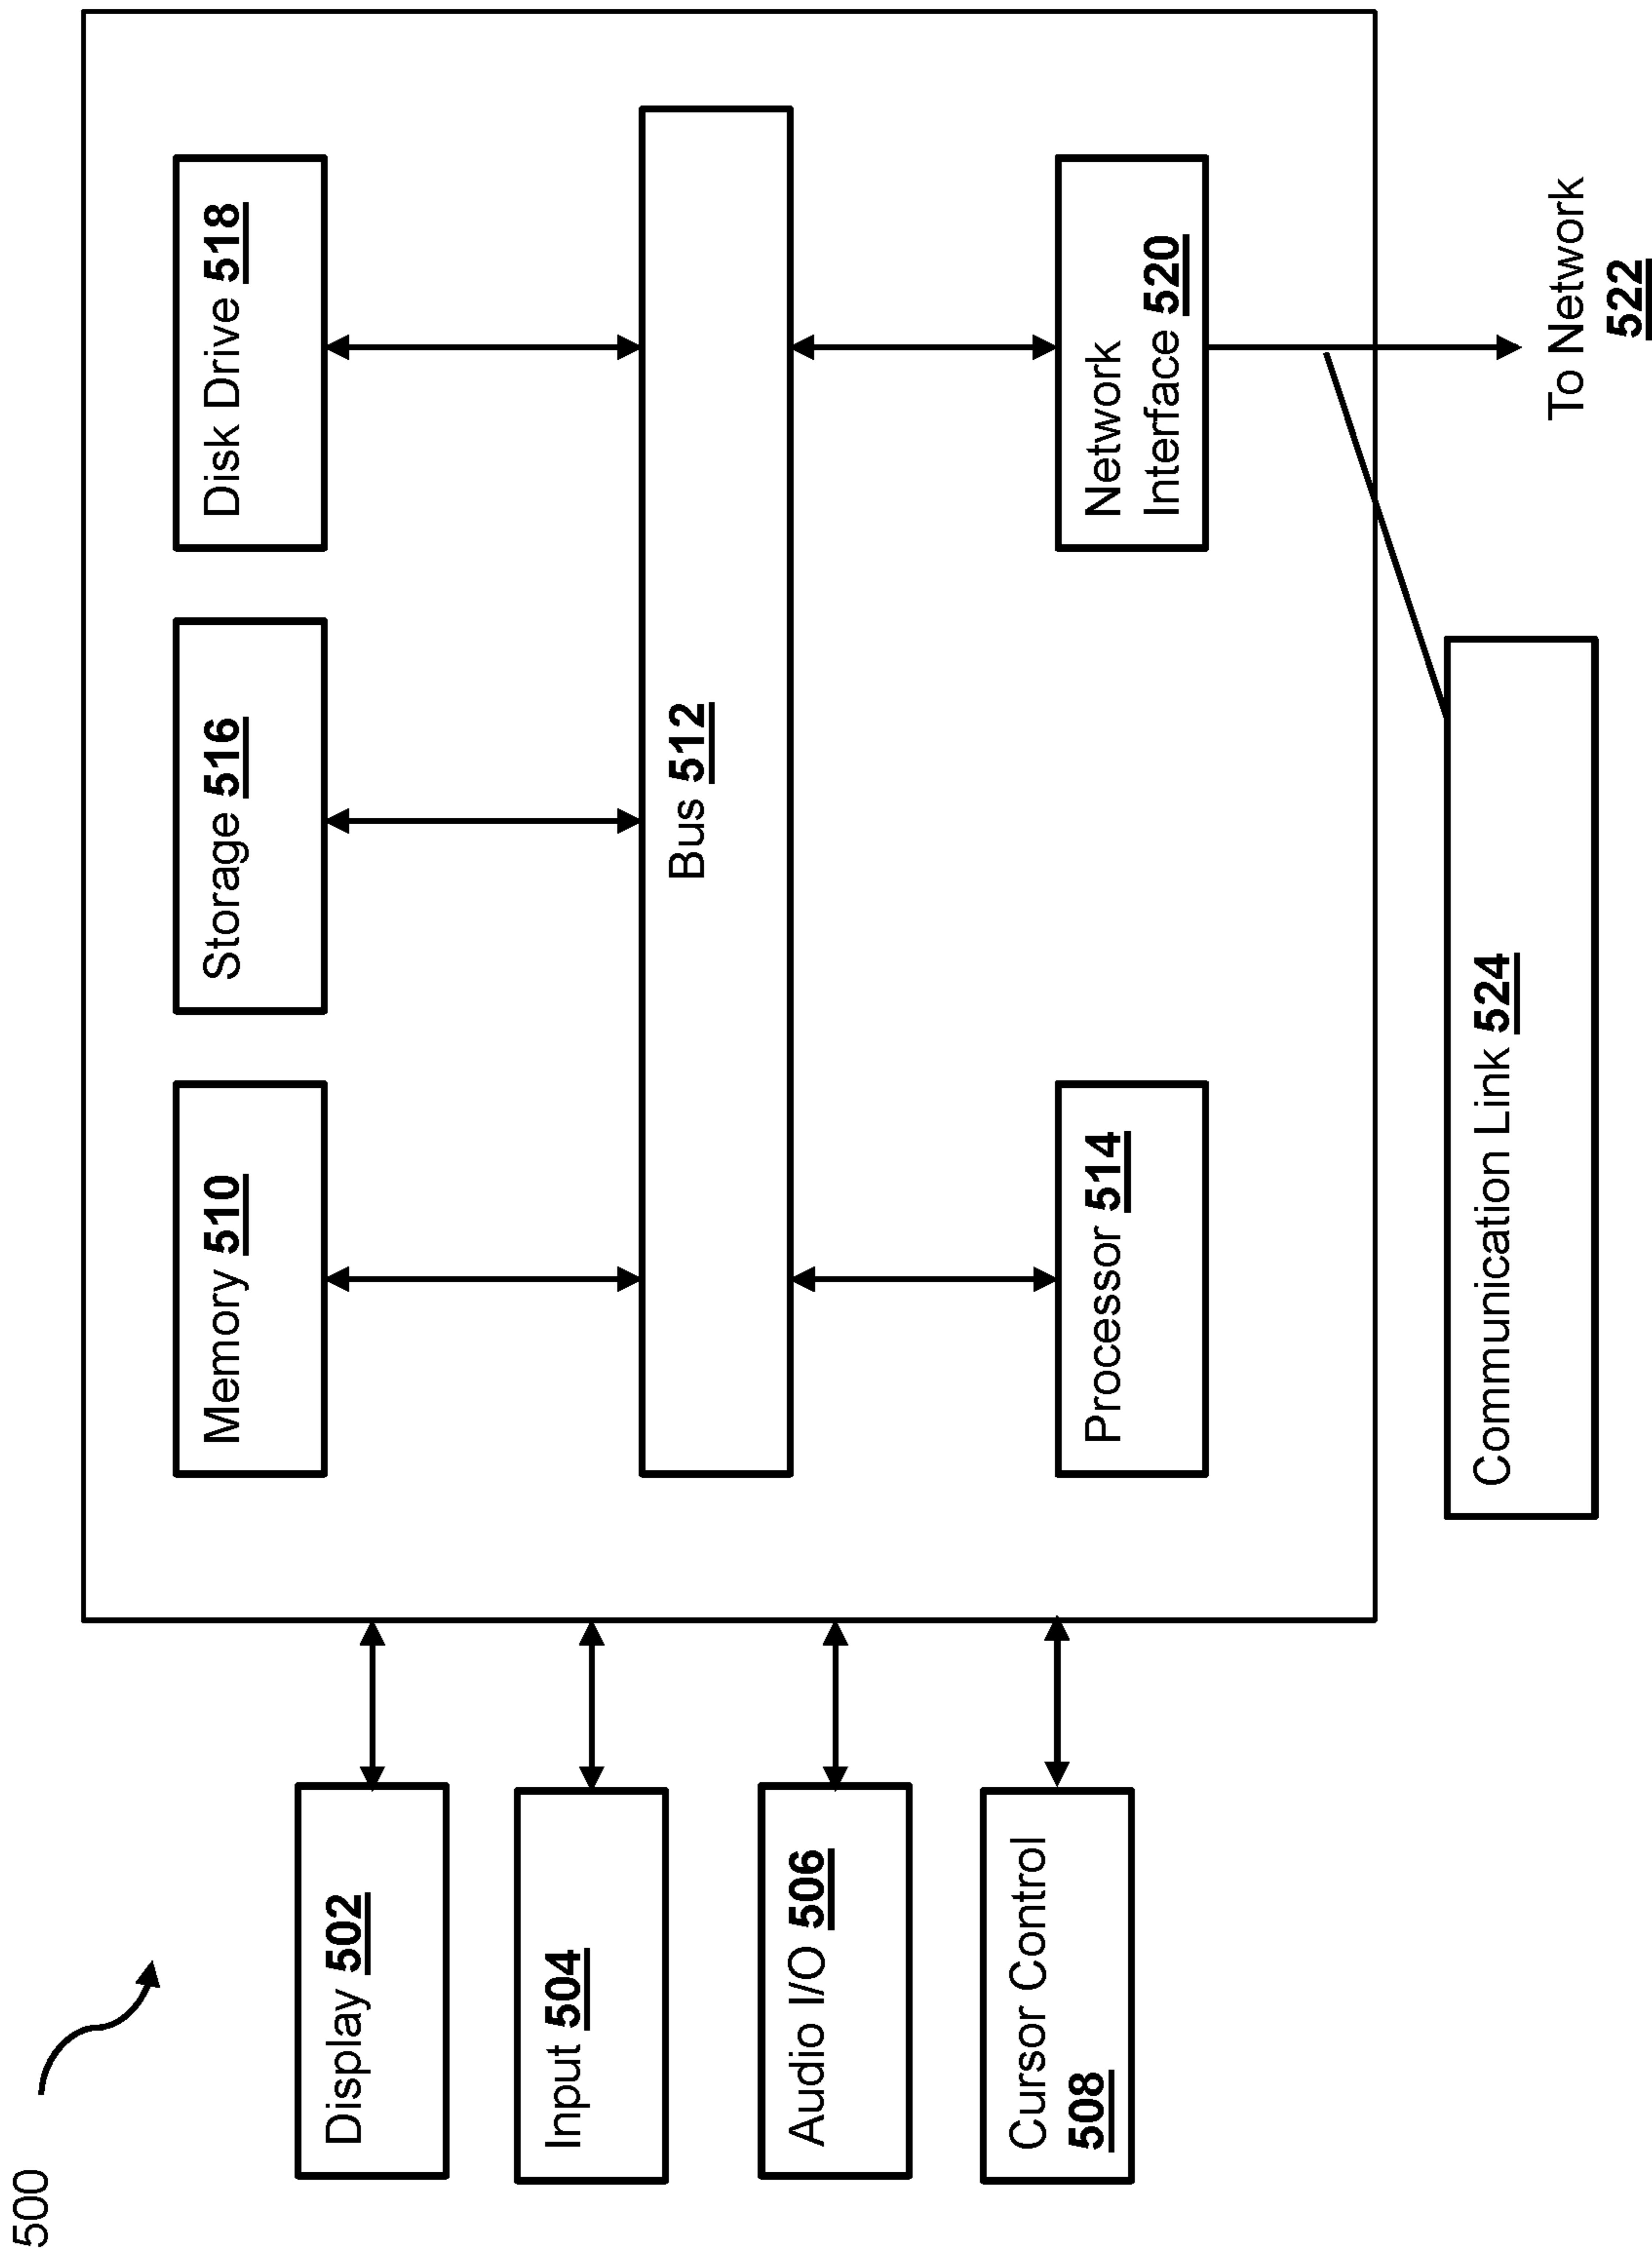 500
Display 502
Input 504
Audio I/O 506
Cursor Control
508
Memory 510
Storage 516
Disk Drive 518
Bus 512
Processor 514
Network
Interface 520
Communication Link 524
To Network
522